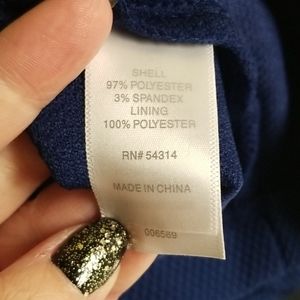 SHELL
97% POLYESTER
3% SPANDEX
LINING
100% POLYESTER
RN# 54314
MADE IN CHINA
006569